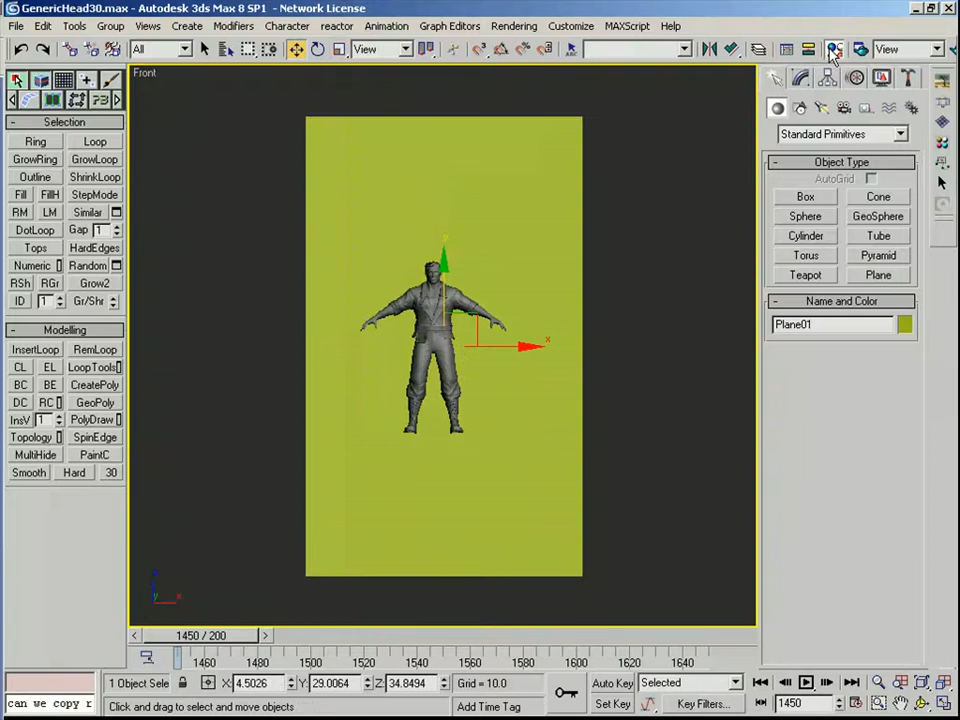 GenericHead30.max - Autodesk 3ds Max 8 SP1 - Network License
File Edit Tools Group Views Create Modifiers Character reactor Animation Graph Editors Rendering Customize MAXScript Help
All View View
Front
Selection
Ring Loop
GrowRing GrowLoop
Outline ShrinkLoop
Fill FillH StepMode
RM LM Similar
DotLoop Gap 1
Tops HardEdges
Numeric Random
RSh RGr Grow2
ID 1 Gr/Shr
Modelling
InsertLoop RemLoop
CL EL LoopTools
BC BE CreatePoly
DC RC GeoPoly
InsV 1 PolyDraw
Topology SpinEdge
MultiHide PaintC
Smooth Hard 30
y
x
z
y x
Standard Primitives
- Object Type
AutoGrid
Box Cone
Sphere GeoSphere
Cylinder Tube
Torus Pyramid
Teapot Plane
- Name and Color
Plane01
1450 / 200
1460 1480 1500 1520 1540 1560 1580 1600 1620 1640
1 Object Sele X: 4.5026 Y: 29.0064 Z: 34.8494 Grid = 10.0 Auto Key Selected
can we copy r Click and drag to select and move objects Add Time Tag Set Key Key Filters... 1450